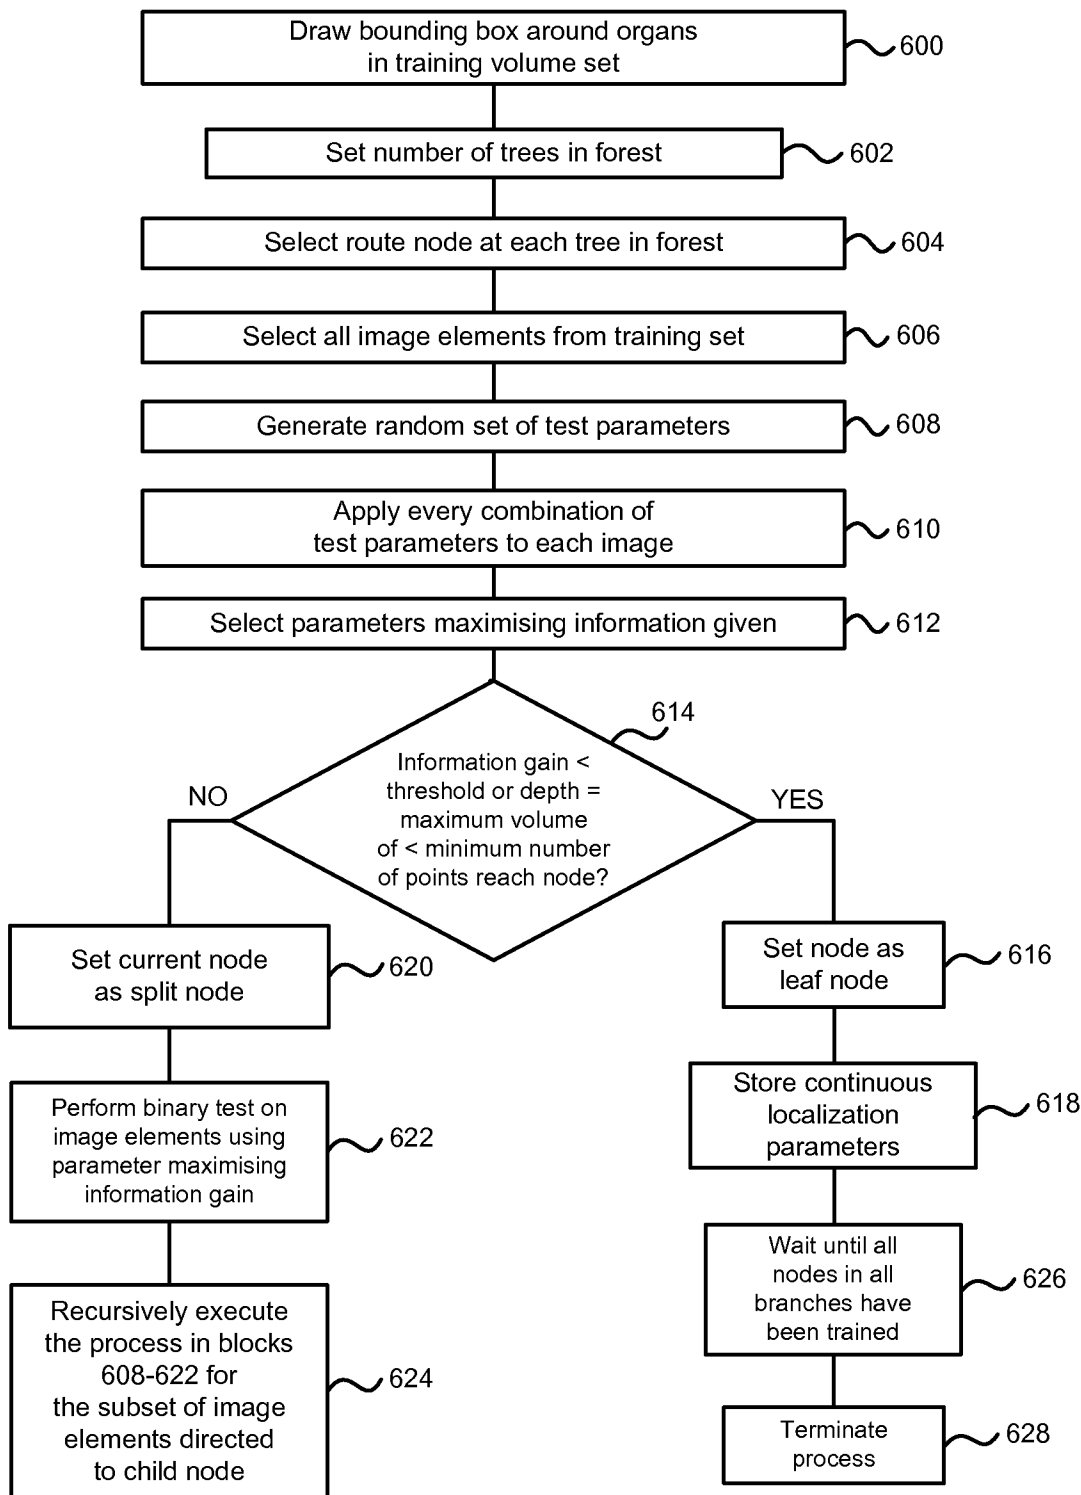 Draw bounding box around organs
in training volume set
600
Set number of trees in forest
602
Select route node at each tree in forest
604
Select all image elements from training set
606
Generate random set of test parameters
608
Apply every combination of
test parameters to each image
610
Select parameters maximising information given
612
614
Information gain <
threshold or depth =
maximum volume
of < minimum number
of points reach node?
NO
YES
Set current node
as split node
620
Set node as
leaf node
616
Perform binary test on
image elements using
parameter maximising
information gain
622
Store continuous
localization
parameters
618
Recursively execute
the process in blocks
608-622 for
the subset of image
elements directed
to child node
624
Wait until all
nodes in all
branches have
been trained
626
Terminate
process
628